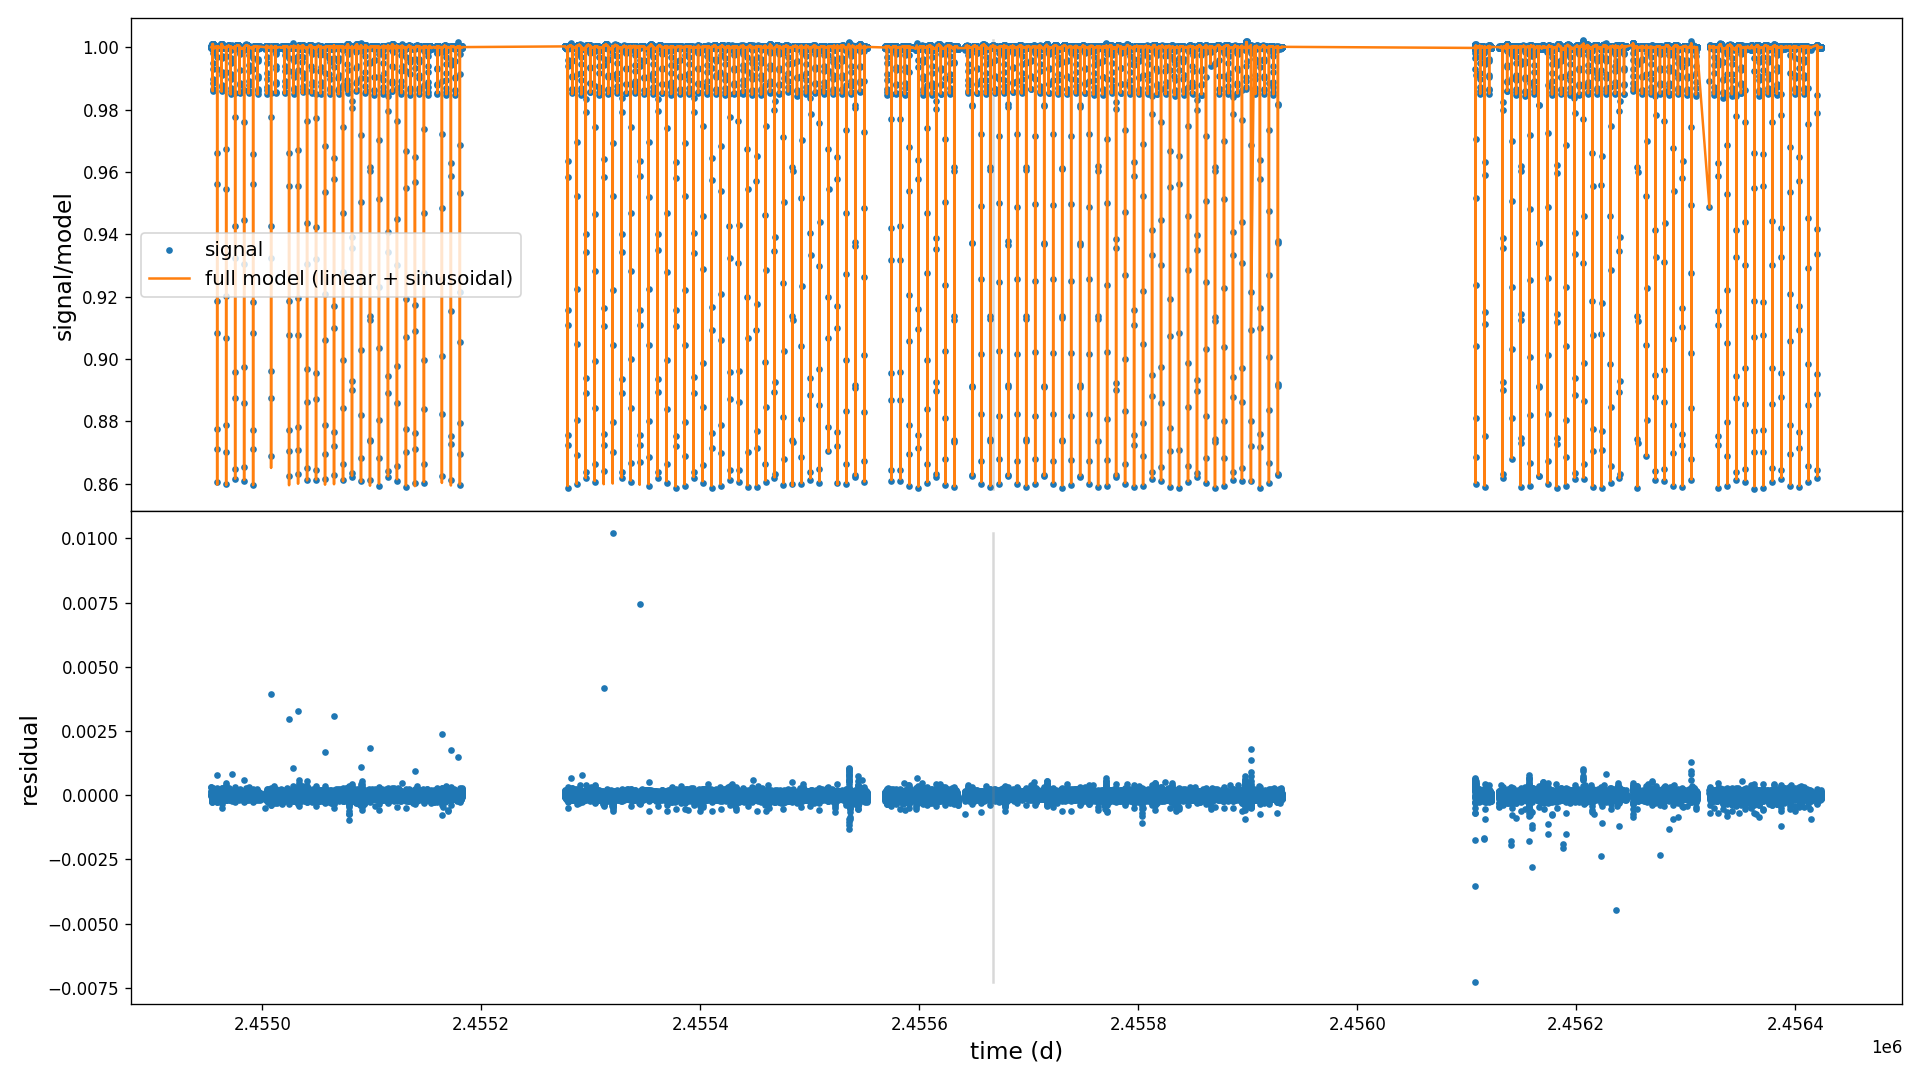 1.00
0.98
0.96
0.94
0.92
0.90
0.88
0.86
signal/model
signal
full model (linear + sinusoidal)
0.0100
0.0075
0.0050
0.0025
0.0000
−0.0025
−0.0050
−0.0075
residual
2.4550 2.4552 2.4554 2.4556 2.4558 2.4560 2.4562 2.4564
1e6
time (d)